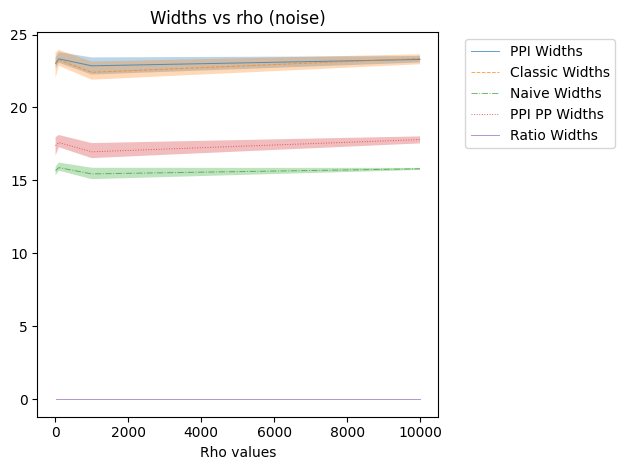 Widths vs rho (noise)
25
20
15
10
5
0
0 2000 4000 6000 8000 10000
Rho values
PPI Widths
Classic Widths
Naive Widths
PPI PP Widths
Ratio Widths